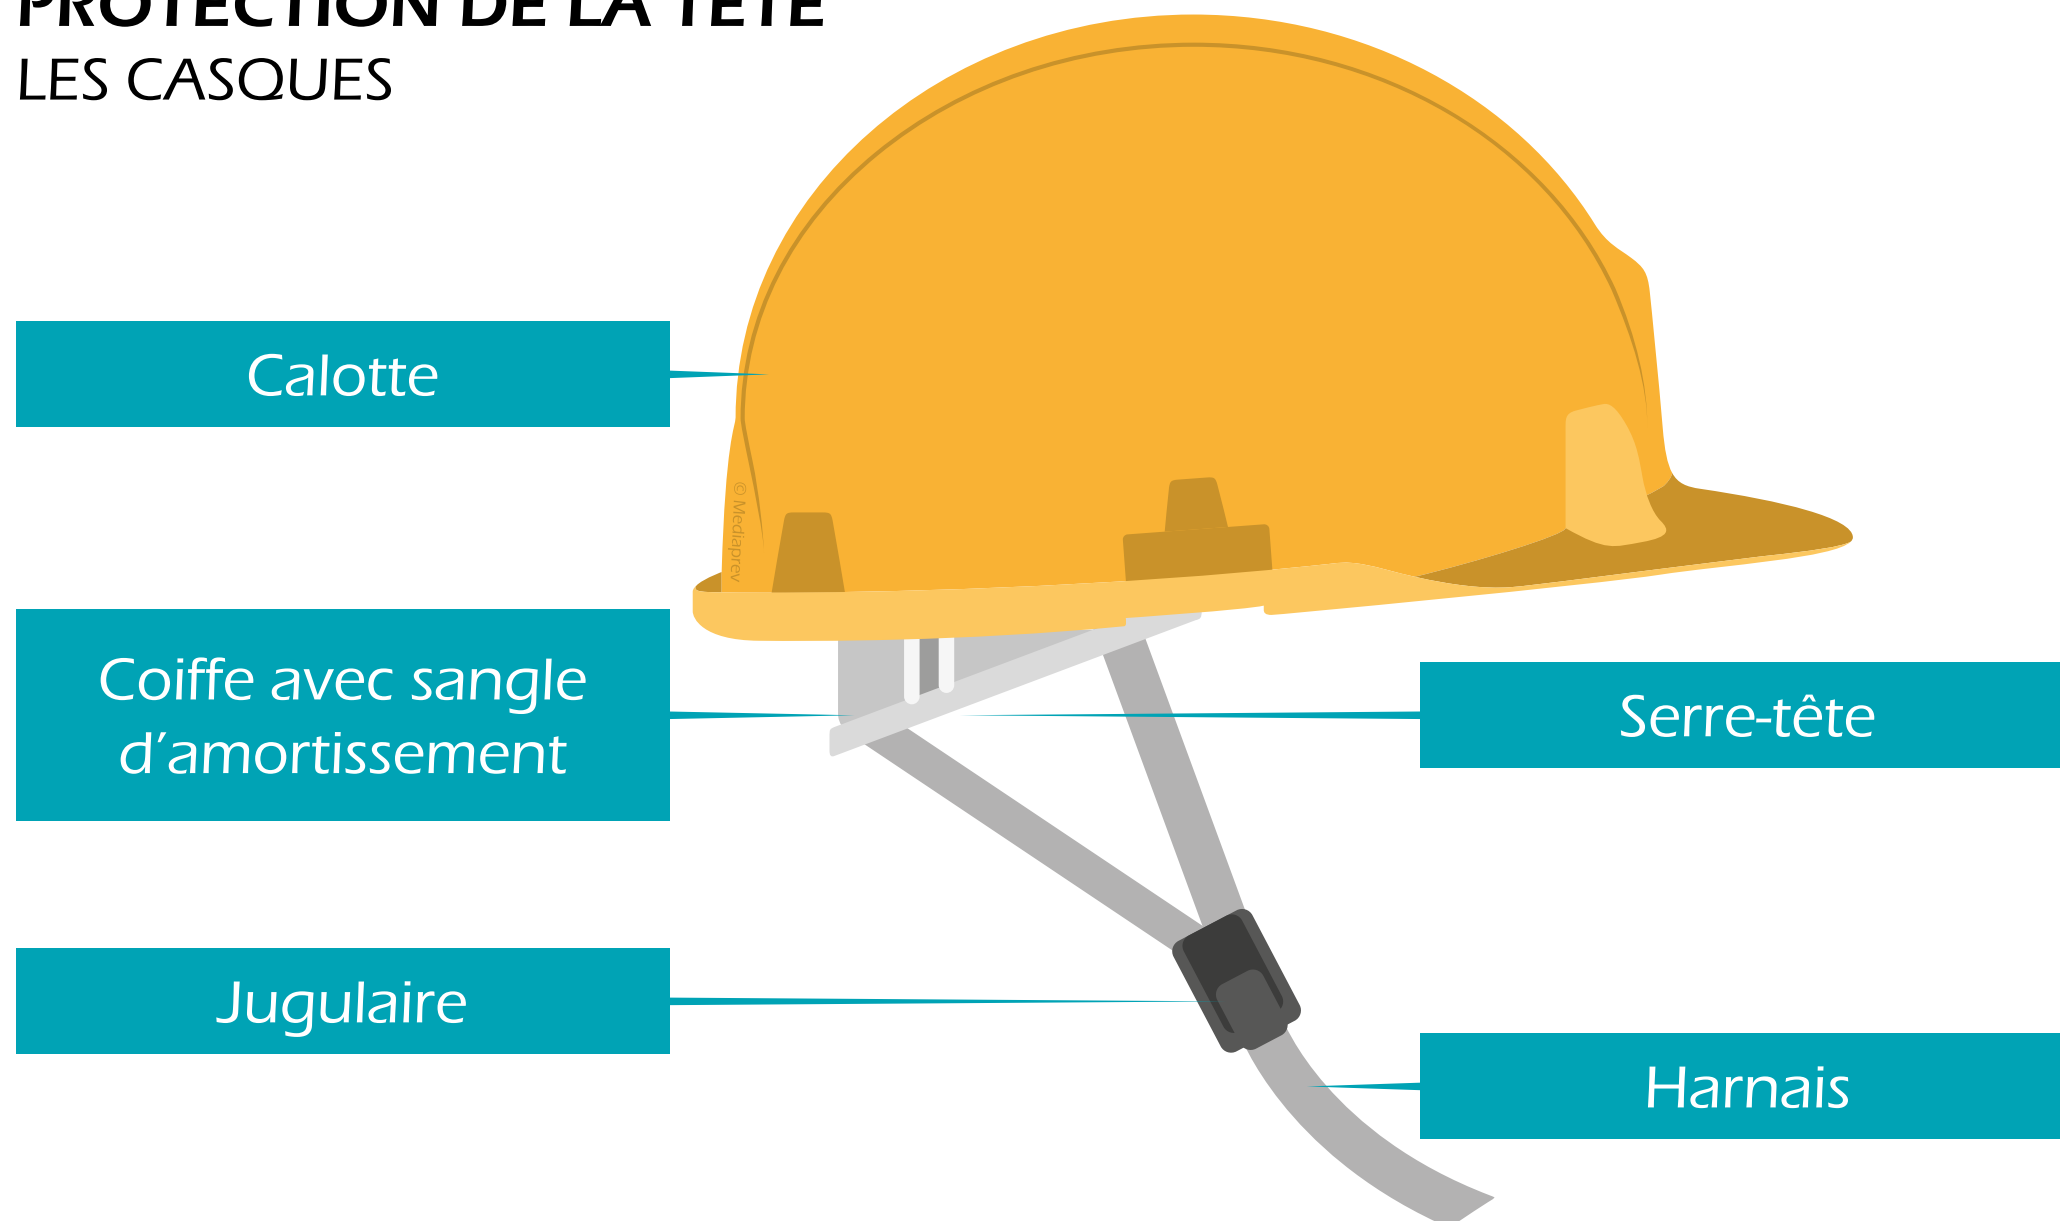 PROTECTION DE LA TÊTE
LES CASQUES
Calotte
© Mediaprev
Coiffe avec sangle
d’amortissement
Serre-tête
Jugulaire
Harnais